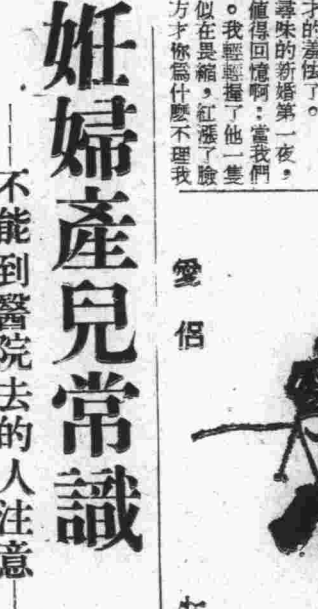 才的羞怯了。
尋味的新婚第一夜，
值得回憶啊：當我們
。我輕輕握了他一隻
似在畏縮，紅漲了臉
方才你爲什麽不理我
愛侶
姙婦產兒常識
——不能到醫院去的人注意——